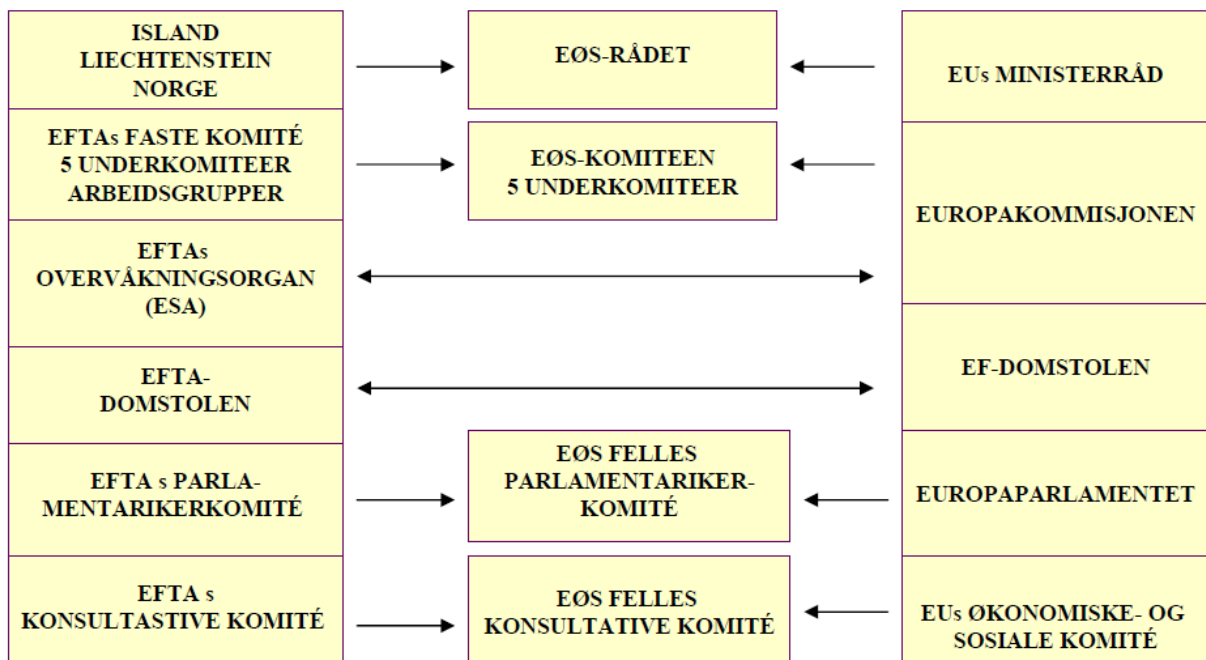 ISLAND
LIECHTENSTEIN
NORGE
EØS-RÅDET
EUs MINISTERRÅD
EFTAs FASTE KOMITÉ
5 UNDERKOMITEER
ARBEIDSGRUPPER
EØS-KOMITEEN
5 UNDERKOMITEER
EUROPAKOMMISJONEN
EFTAs
OVERVÅKNINGSORGAN
(ESA)
EFTA-
DOMSTOLEN
EF-DOMSTOLEN
EFTA s PARLA-
MENTARIKERKOMITÉ
EØS FELLES
PARLAMENTARIKER-
KOMITÉ
EUROPAPARLAMENTET
EFTA s
KONSULTASTIVE KOMITÉ
EØS FELLES
KONSULTATIVE KOMITÉ
EUs ØKONOMISKE- OG
SOSIALE KOMITÉ